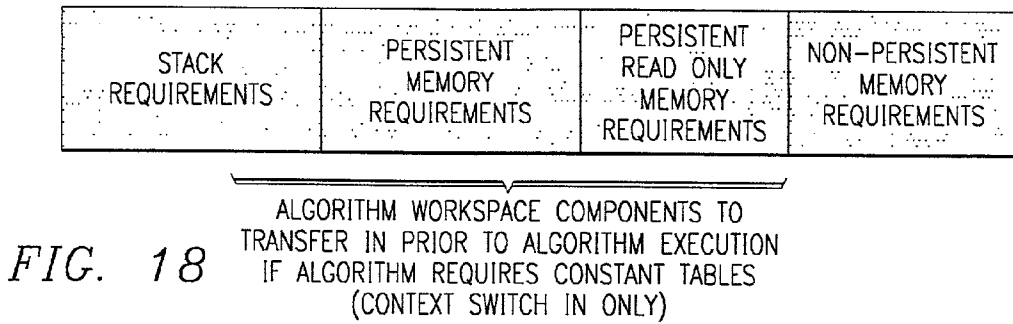 STACK
REQUIREMENTS
PERSISTENT
MEMORY
REQUIREMENTS
PERSISTENT
READ ONLY
MEMORY
REQUIREMENTS
NON-PERSISTENT
MEMORY
REQUIREMENTS
ALGORITHM WORKSPACE COMPONENTS TO
TRANSFER IN PRIOR TO ALGORITHM EXECUTION
IF ALGORITHM REQUIRES CONSTANT TABLES
(CONTEXT SWITCH IN ONLY)
FIG. 18